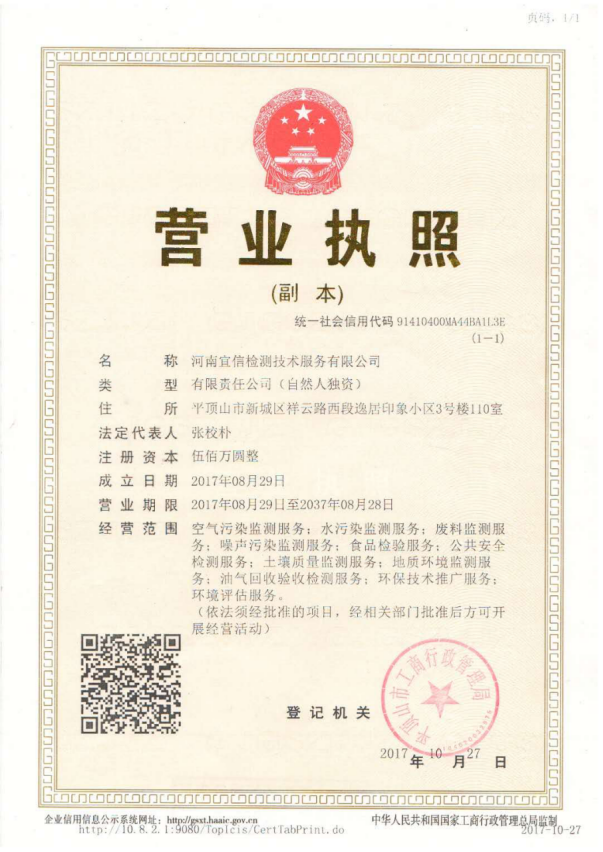 页码，1/1
营业执照
(副 本)
统一社会信用代码 91410400MA44BA1L3E
(1-1)
名 称 河南宜信检测技术服务有限公司
类 型 有限责任公司（自然人独资）
住 所 平顶山市新城区祥云路西段逸居印象小区3号楼110室
法定代表人 张校朴
注册资本 伍佰万圆整
成立日期 2017年08月29日
营业期限 2017年08月29日至2037年08月28日
经营范围 空气污染监测服务；水污染监测服务；废料监测服
务；噪声污染监测服务；食品检验服务；公共安全
检测服务；土壤质量监测服务；地质环境监测服
务；油气回收验收检测服务；环保技术推广服务；
环境评估服务。
（依法须经批准的项目，经相关部门批准后方可开
展经营活动）
平顶山市工商行政管理局
登记机关
2017年10月27日
企业信用信息公示系统网址：http://gsxt.haaic.gov.cn
中华人民共和国国家工商行政管理总局监制
http://10.8.2.1:9080/TopIcis/CertTabPrint.do
2017-10-27